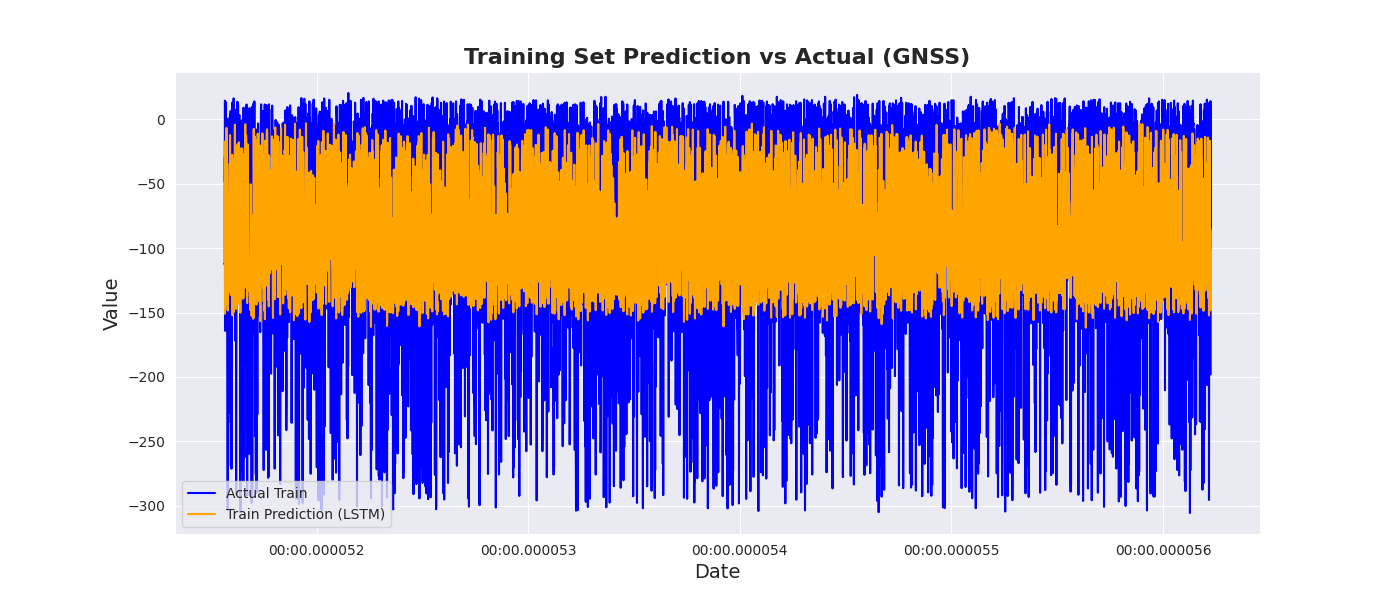 Training Set Prediction vs Actual (GNSS)
Value
0
−50
−100
−150
−200
−250
−300
Actual Train
Train Prediction (LSTM)
00:00.000052
00:00.000053
00:00.000054
00:00.000055
00:00.000056
Date